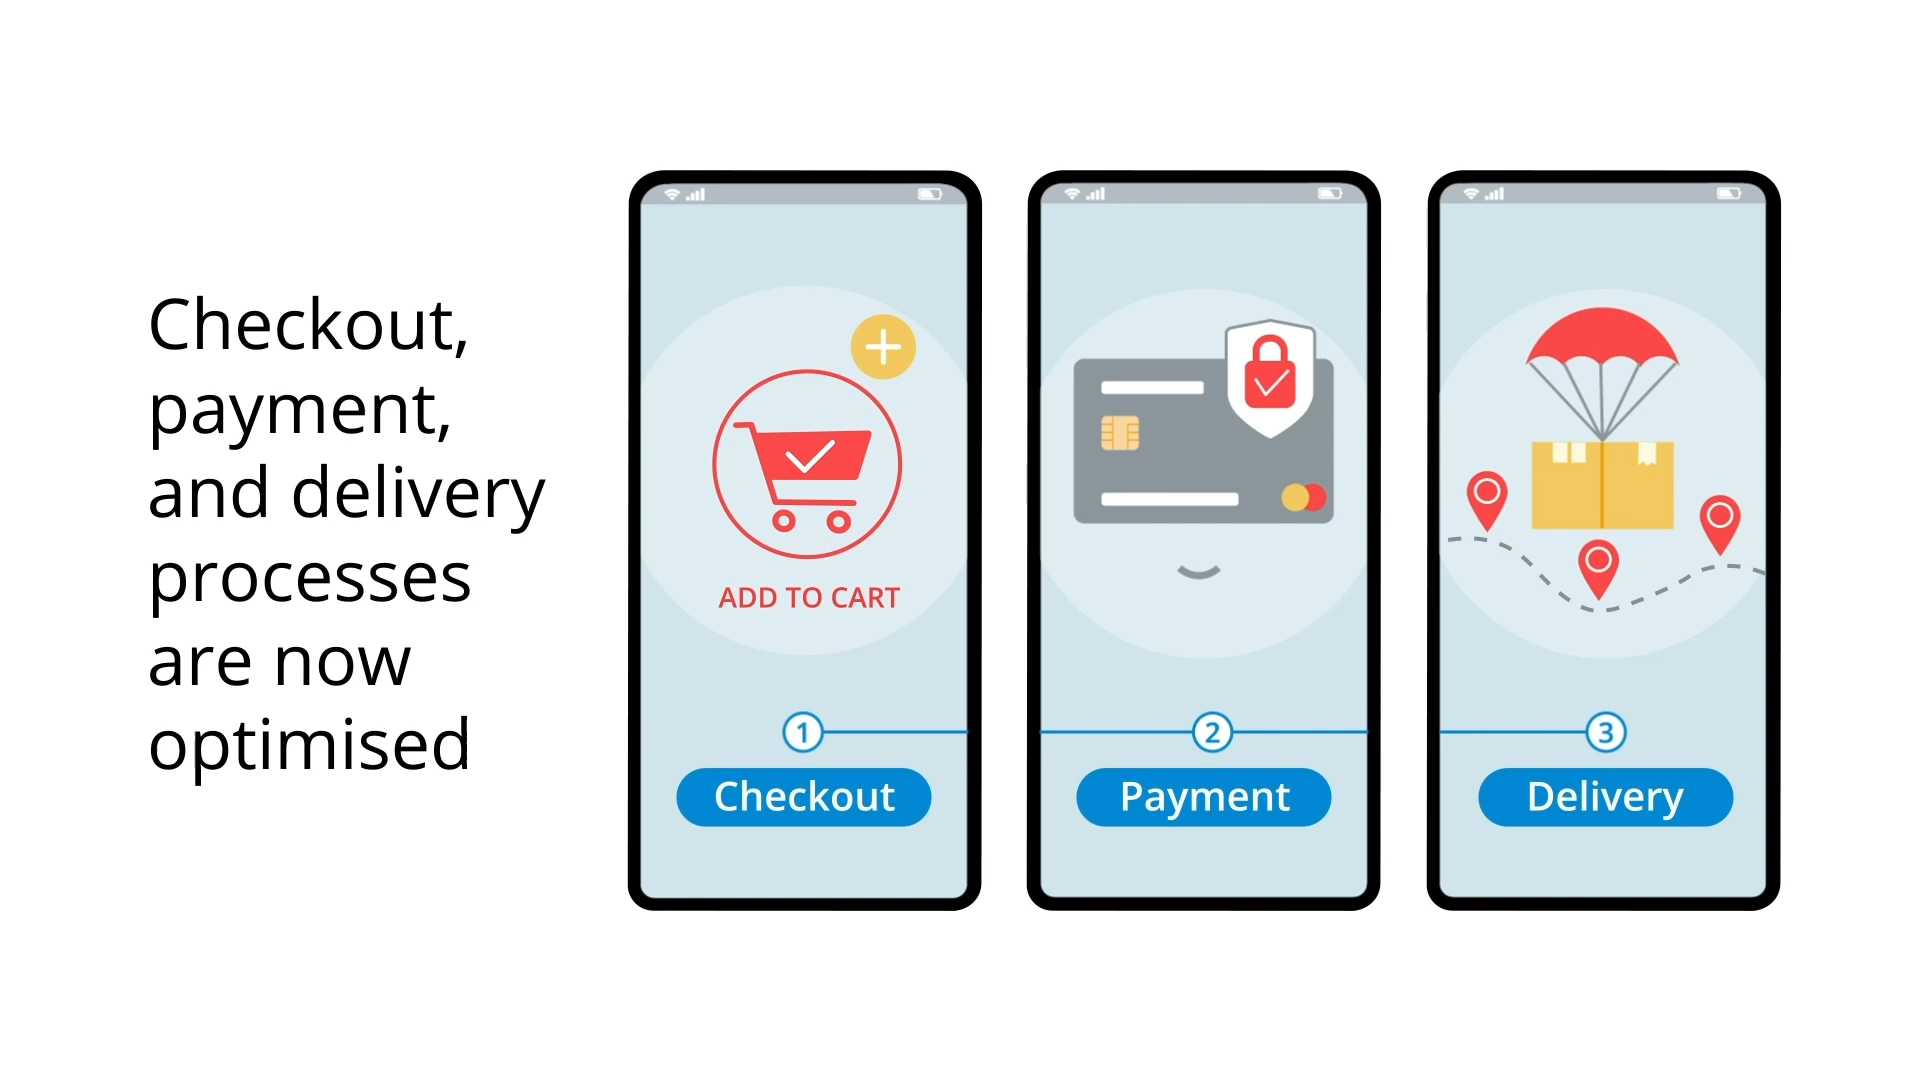 Checkout,
payment,
and delivery
processes
are now
optimised
ADD TO CART
1
Checkout
2
Payment
3
Delivery